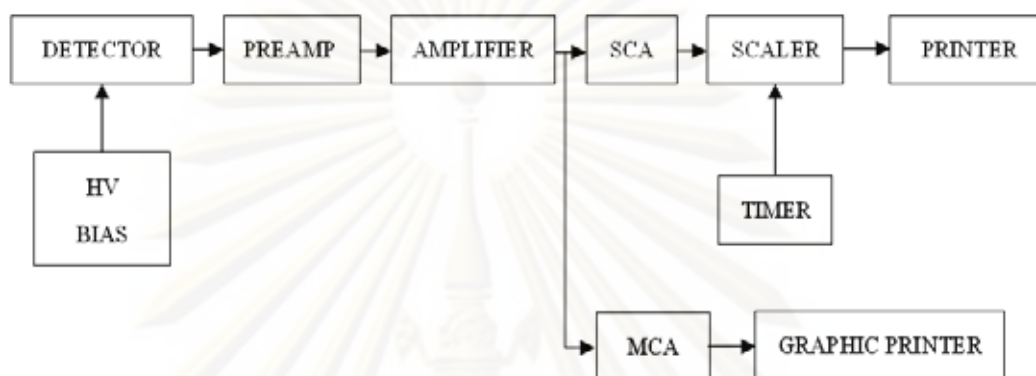 DETECTOR
PREAMP
AMPLIFIER
SCA
SCALER
PRINTER
HV
BIAS
TIMER
MCA
GRAPHIC PRINTER